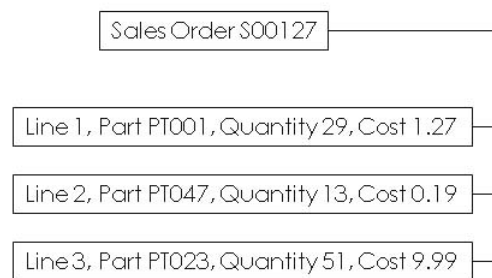 Sales Order S00127
Line 1, Part PT001, Quantity 29, Cost 1.27
Line 2, Part PT047, Quantity 13, Cost 0.19
Line 3, Part PT023, Quantity 51, Cost 9.99